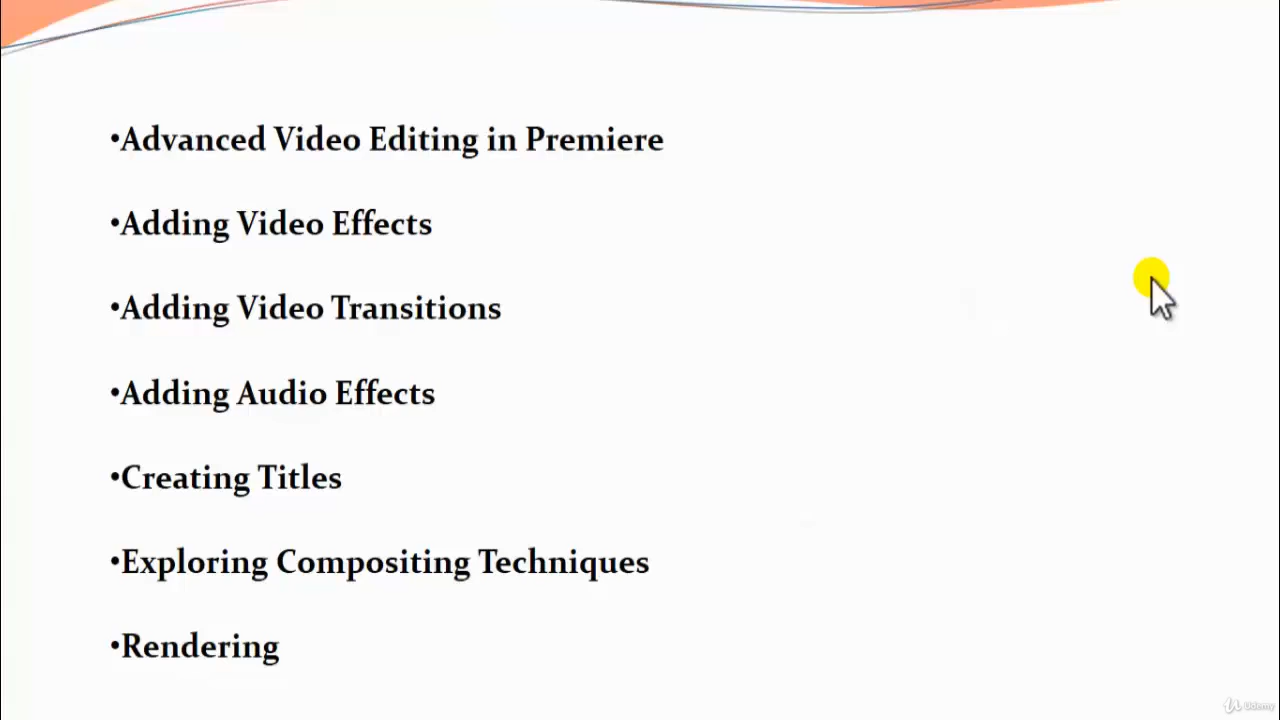 •Advanced Video Editing in Premiere
•Adding Video Effects
•Adding Video Transitions
•Adding Audio Effects
•Creating Titles
•Exploring Compositing Techniques
•Rendering
Udemy